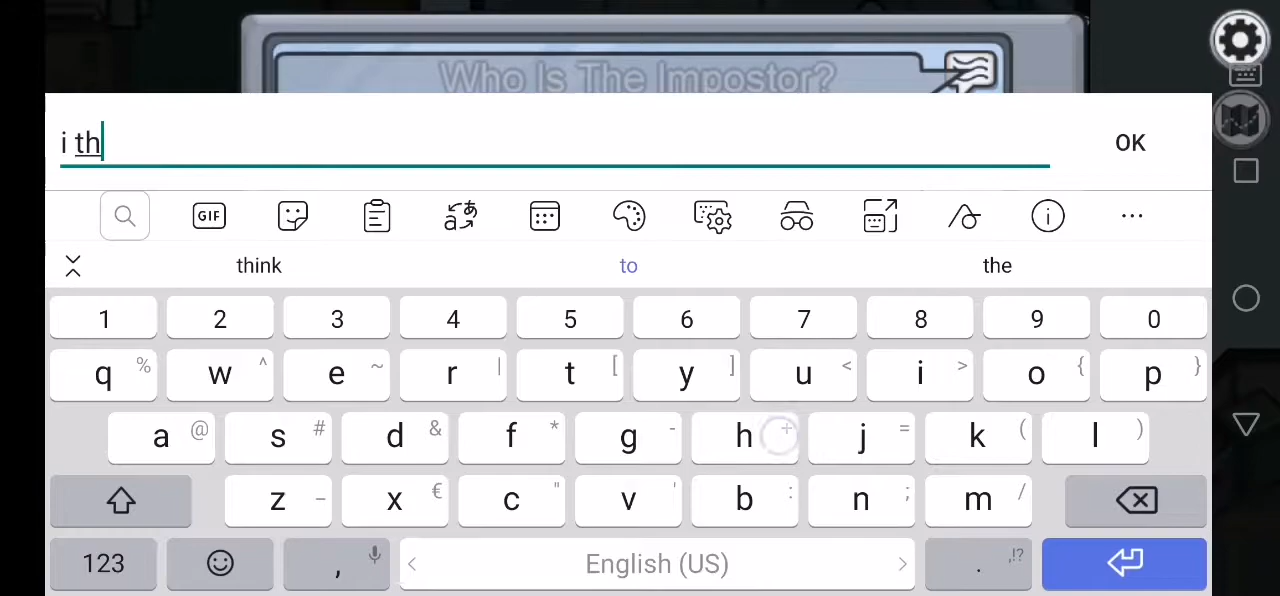 Who Is The Impostor?
i th
OK
GIF
think to the
1 2 3 4 5 6 7 8 9 0
q % w ^ e ~ r | t [ y ] u < i > o { p }
a @ s # d & f * g - h ÷ j = k ( l )
z _ x € c " v ' b : n ; m /
123 , < English (US) > . ,!?